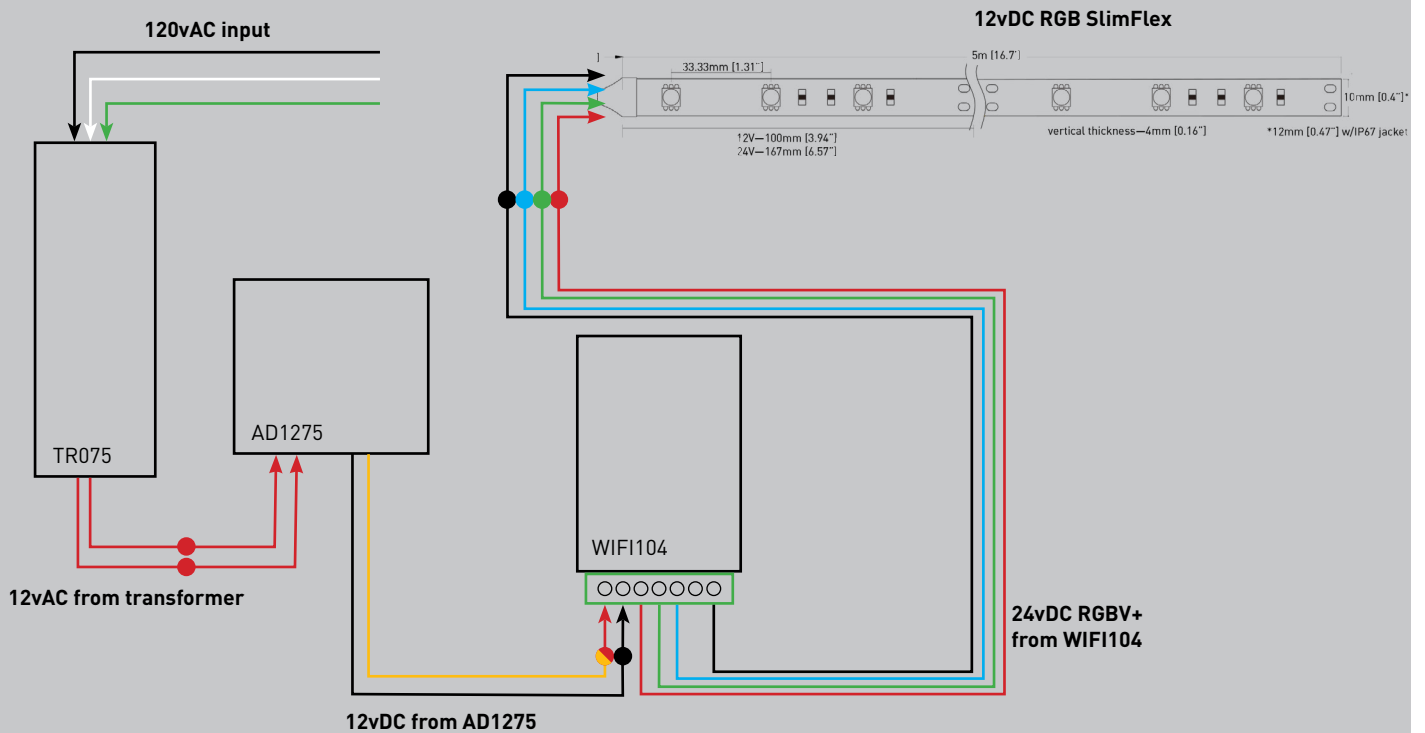 12vDC RGB SlimFlex
120vAC input
]
5m [16.7']
33.33mm [1.31"]
10mm [0.4"]*
12V—100mm [3.94"]
24V—167mm [6.57"]
vertical thickness—4mm [0.16"]
*12mm [0.47"] w/IP67 jacket
AD1275
TR075
WIFI104
12vAC from transformer
24vDC RGBV+
from WIFI104
12vDC from AD1275